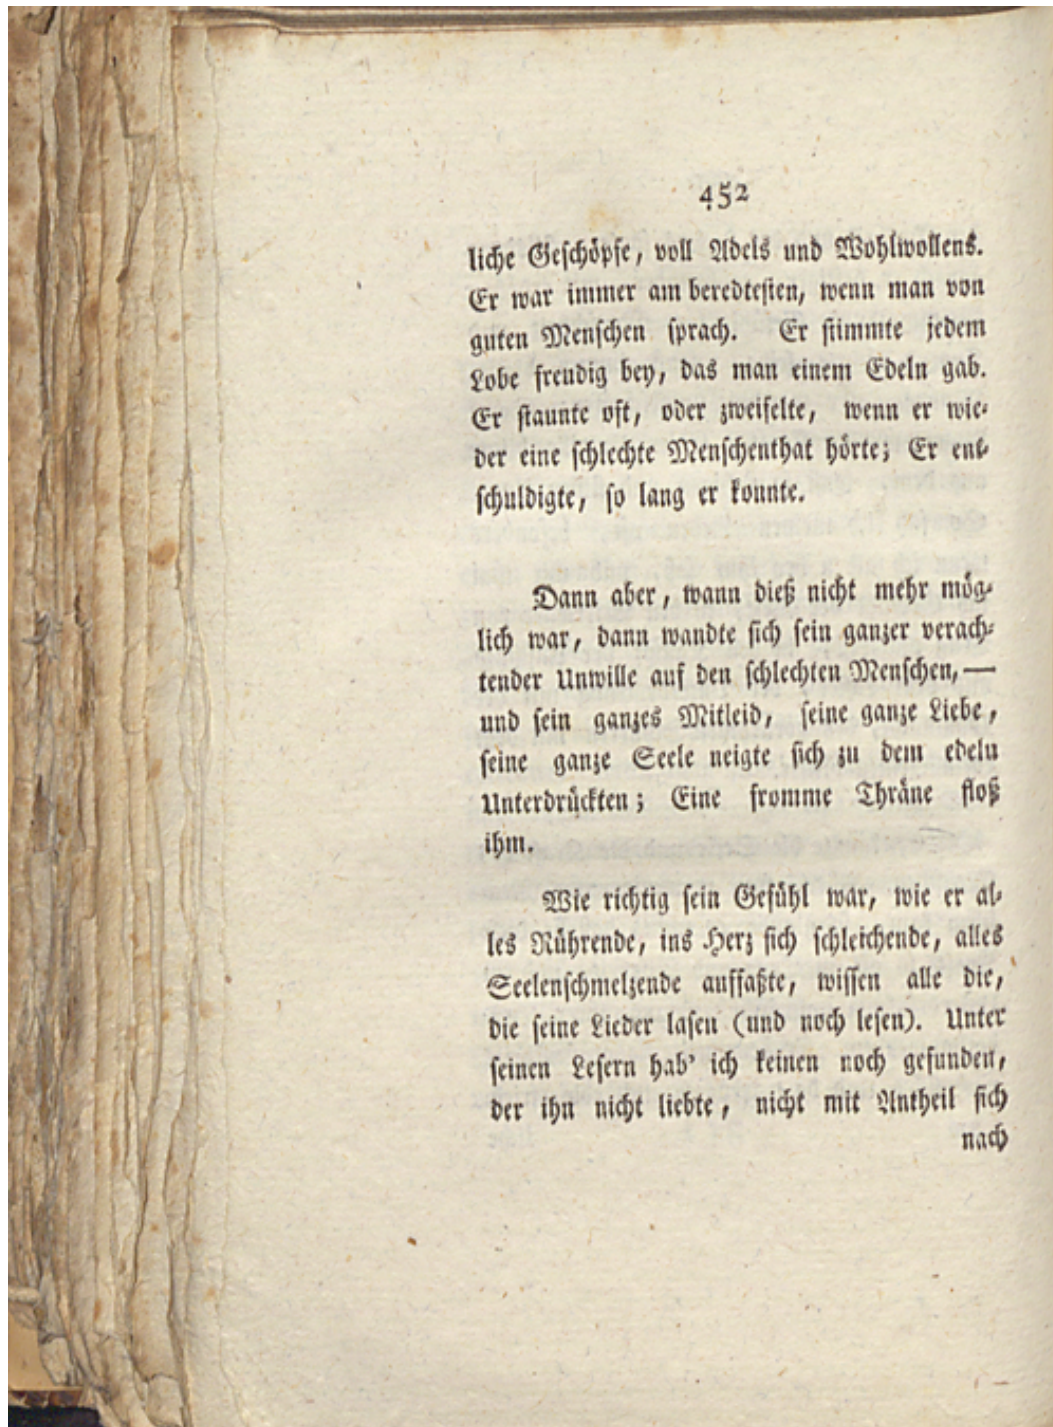 452
liche Geschöpfe, voll Adels und Wohlwollens.
Er war immer am beredtesten, wenn man von
guten Menschen sprach. Er stimmte jedem
Lobe freudig bey, das man einem Edeln gab.
Er staunte oft, oder zweifelte, wenn er wie-
der eine schlechte Menschenthat hörte; Er ent-
schuldigte, so lang er konnte.
Dann aber, wann dieß nicht mehr mög-
lich war, dann wandte sich sein ganzer verach-
tender Unwille auf den schlechten Menschen, —
und sein ganzes Mitleid, seine ganze Liebe,
seine ganze Seele neigte sich zu dem edeln
Unterdrückten; Eine fromme Thräne floß
ihm.
Wie richtig sein Gefühl war, wie er al-
les Rührende, ins Herz sich schleichende, alles
Seelenschmelzende auffaßte, wissen alle die,
die seine Lieder lasen (und noch lesen). Unter
seinen Lesern hab' ich keinen noch gefunden,
der ihn nicht liebte, nicht mit Antheil sich
nach